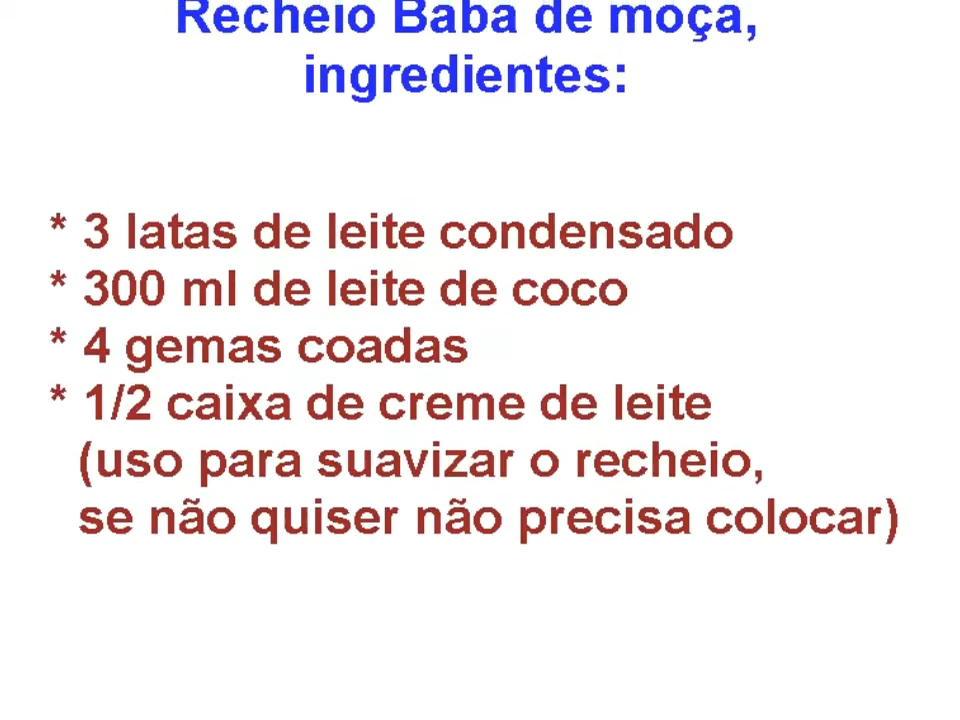 Recheio Baba de moça,
ingredientes:
* 3 latas de leite condensado
* 300 ml de leite de coco
* 4 gemas coadas
* 1/2 caixa de creme de leite
(uso para suavizar o recheio,
se não quiser não precisa colocar)